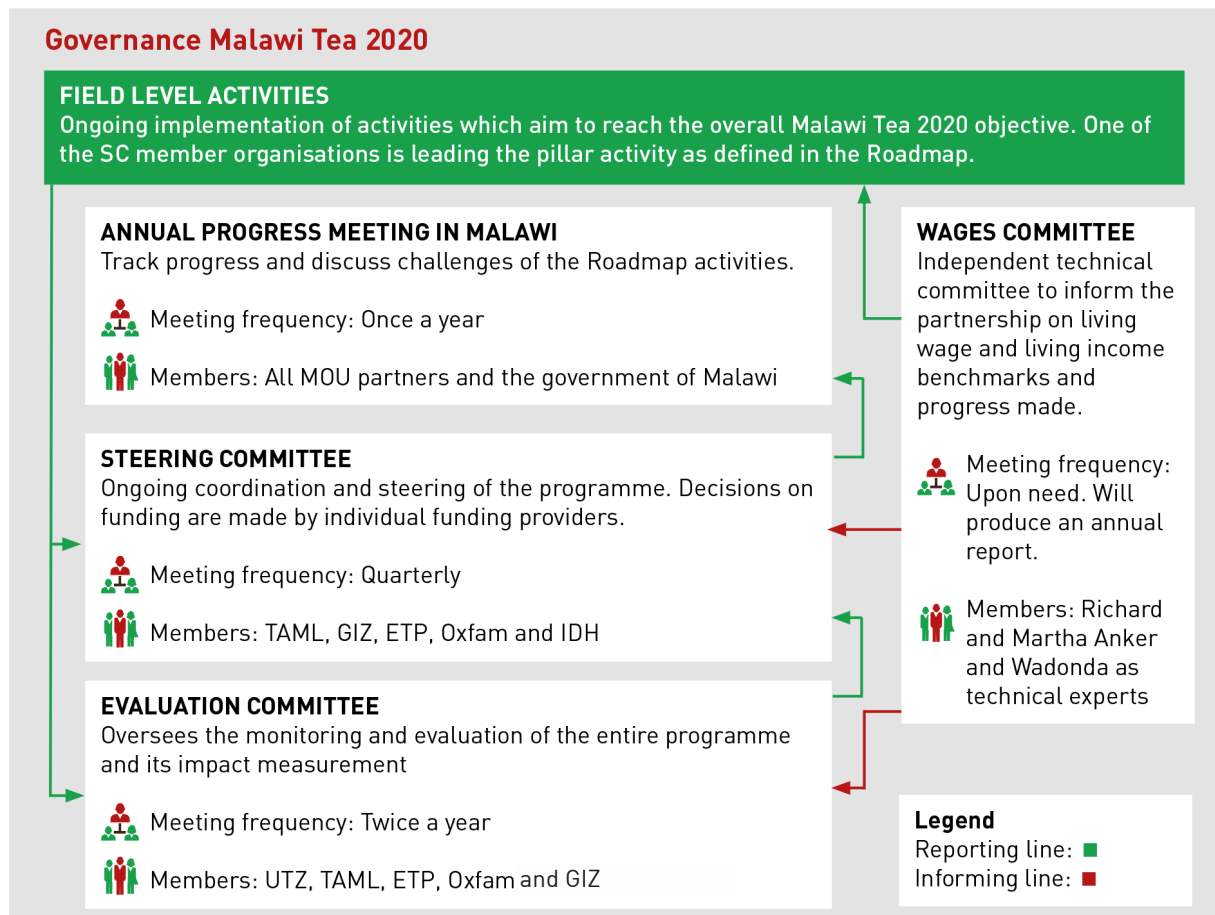 Governance Malawi Tea 2020
FIELD LEVEL ACTIVITIES
Ongoing implementation of activities which aim to reach the overall Malawi Tea 2020 objective. One of
the SC member organisations is leading the pillar activity as defined in the Roadmap.
ANNUAL PROGRESS MEETING IN MALAWI
Track progress and discuss challenges of the Roadmap activities.
Meeting frequency: Once a year
Members: All MOU partners and the government of Malawi
STEERING COMMITTEE
Ongoing coordination and steering of the programme. Decisions on
funding are made by individual funding providers.
Meeting frequency: Quarterly
Members: TAML, GIZ, ETP, Oxfam and IDH
EVALUATION COMMITTEE
Oversees the monitoring and evaluation of the entire programme
and its impact measurement
Meeting frequency: Twice a year
Members: UTZ, TAML, ETP, Oxfam and GIZ
WAGES COMMITTEE
Independent technical
committee to inform the
partnership on living
wage and living income
benchmarks and
progress made.
Meeting frequency:
Upon need. Will
produce an annual
report.
Members: Richard
and Martha Anker
and Wadonda as
technical experts
Legend
Reporting line:
Informing line: